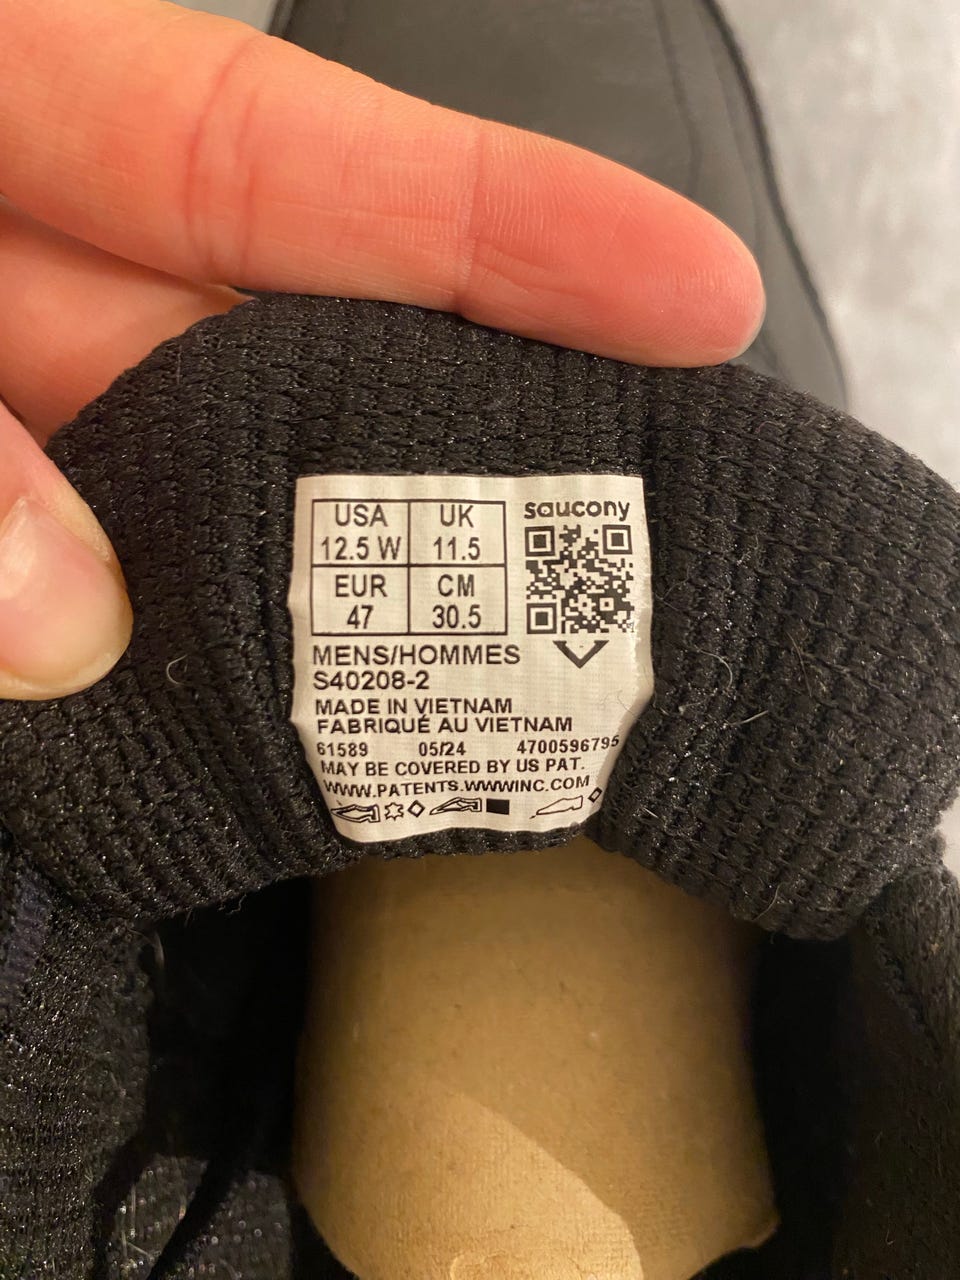 USA UK
12.5 W 11.5
EUR CM
47 30.5
saucony
MENS/HOMMES
S40208-2
MADE IN VIETNAM
FABRIQUÉ AU VIETNAM
61589 05/24 4700596795
MAY BE COVERED BY US PAT.
WWW.PATENTS.WWWINC.COM